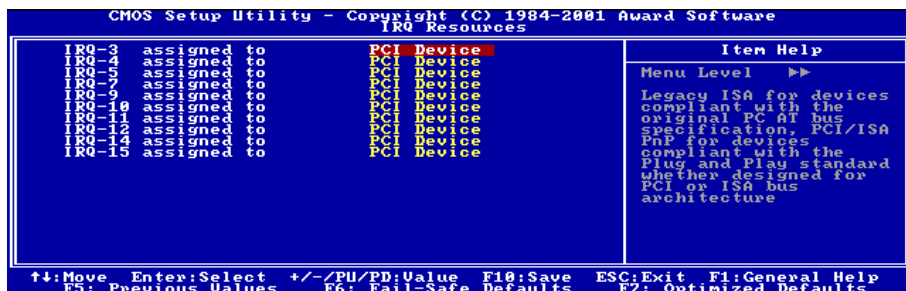 CMOS Setup Utility - Copyright (C) 1984-2001 Award Software
IRQ Resources
IRQ-3 assigned to PCI Device
IRQ-4 assigned to PCI Device
IRQ-5 assigned to PCI Device
IRQ-7 assigned to PCI Device
IRQ-9 assigned to PCI Device
IRQ-10 assigned to PCI Device
IRQ-11 assigned to PCI Device
IRQ-12 assigned to PCI Device
IRQ-14 assigned to PCI Device
IRQ-15 assigned to PCI Device
Item Help
Menu Level ▶▶
Legacy ISA for devices
compliant with the
original PC AT bus
specification, PCI/ISA
PnP for devices
compliant with the
Plug and Play standard
whether designed for
PCI or ISA bus
architecture
↑↓:Move Enter:Select +/-/PU/PD:Value F10:Save ESC:Exit F1:General Help
F5: Previous Values F6: Fail-Safe Defaults F7: Optimized Defaults